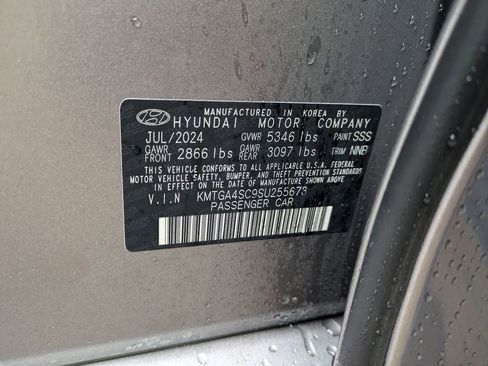 MANUFACTURED IN KOREA BY
HYUNDAI MOTOR COMPANY
JUL/2024 GVWR 5346 lbs PAINT SSS
GAWR FRONT 2866 lbs GAWR REAR 3097 lbs TRIM NNB
THIS VEHICLE CONFORMS TO ALL APPLICABLE U.S.A. FEDERAL
MOTOR VEHICLE SAFETY, BUMPER, AND THEFT PREVENTION STANDARDS
IN EFFECT ON THE DATE OF MANUFACTURE SHOWN ABOVE.
V.I.N KMTGA4SC9SU255673
PASSENGER CAR